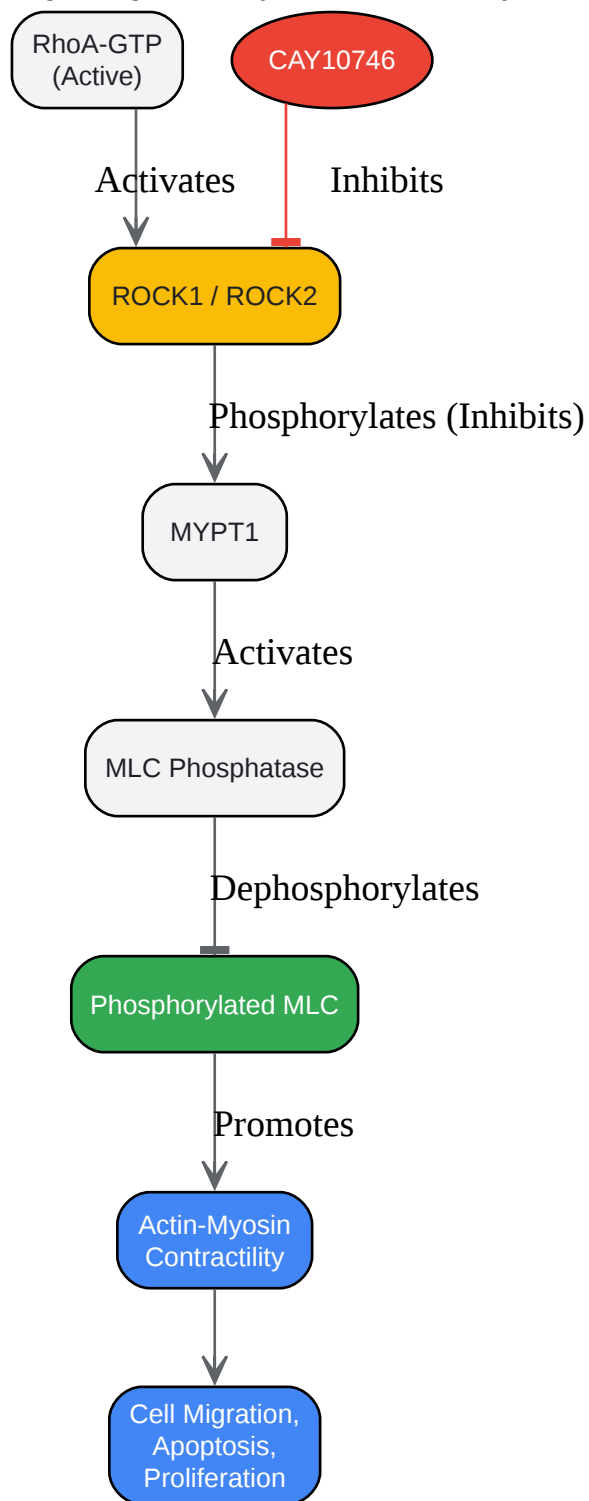 RhoA-GTP
(Active)
CAY10746
Activates
Inhibits
ROCK1 / ROCK2
Phosphorylates (Inhibits)
MYPT1
Activates
MLC Phosphatase
Dephosphorylates
Phosphorylated MLC
Promotes
Actin-Myosin
Contractility
Cell Migration,
Apoptosis,
Proliferation